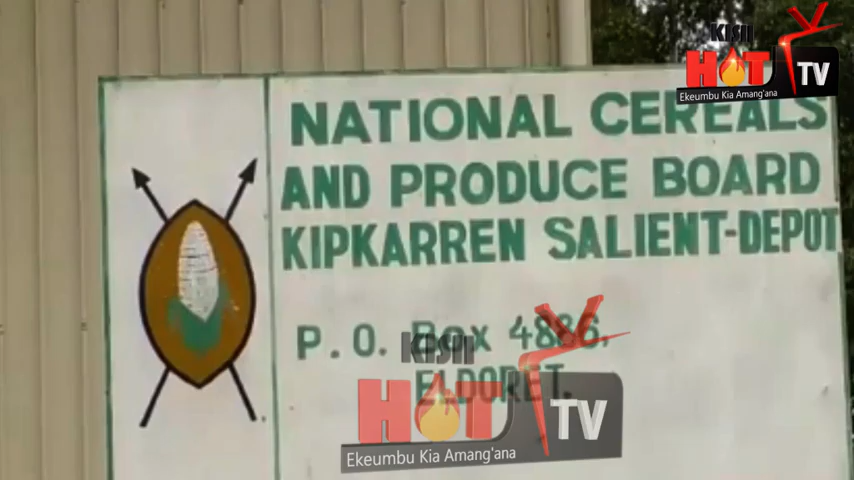 KISII
HOT TV
Ekeumbu Kia Amang'ana
NATIONAL CEREALS
AND PRODUCE BOARD
KIPKARREN SALIENT-DEPOT
P.O. Box 4886,
ELDORET.
KISII
HOT TV
Ekeumbu Kia Amang'ana